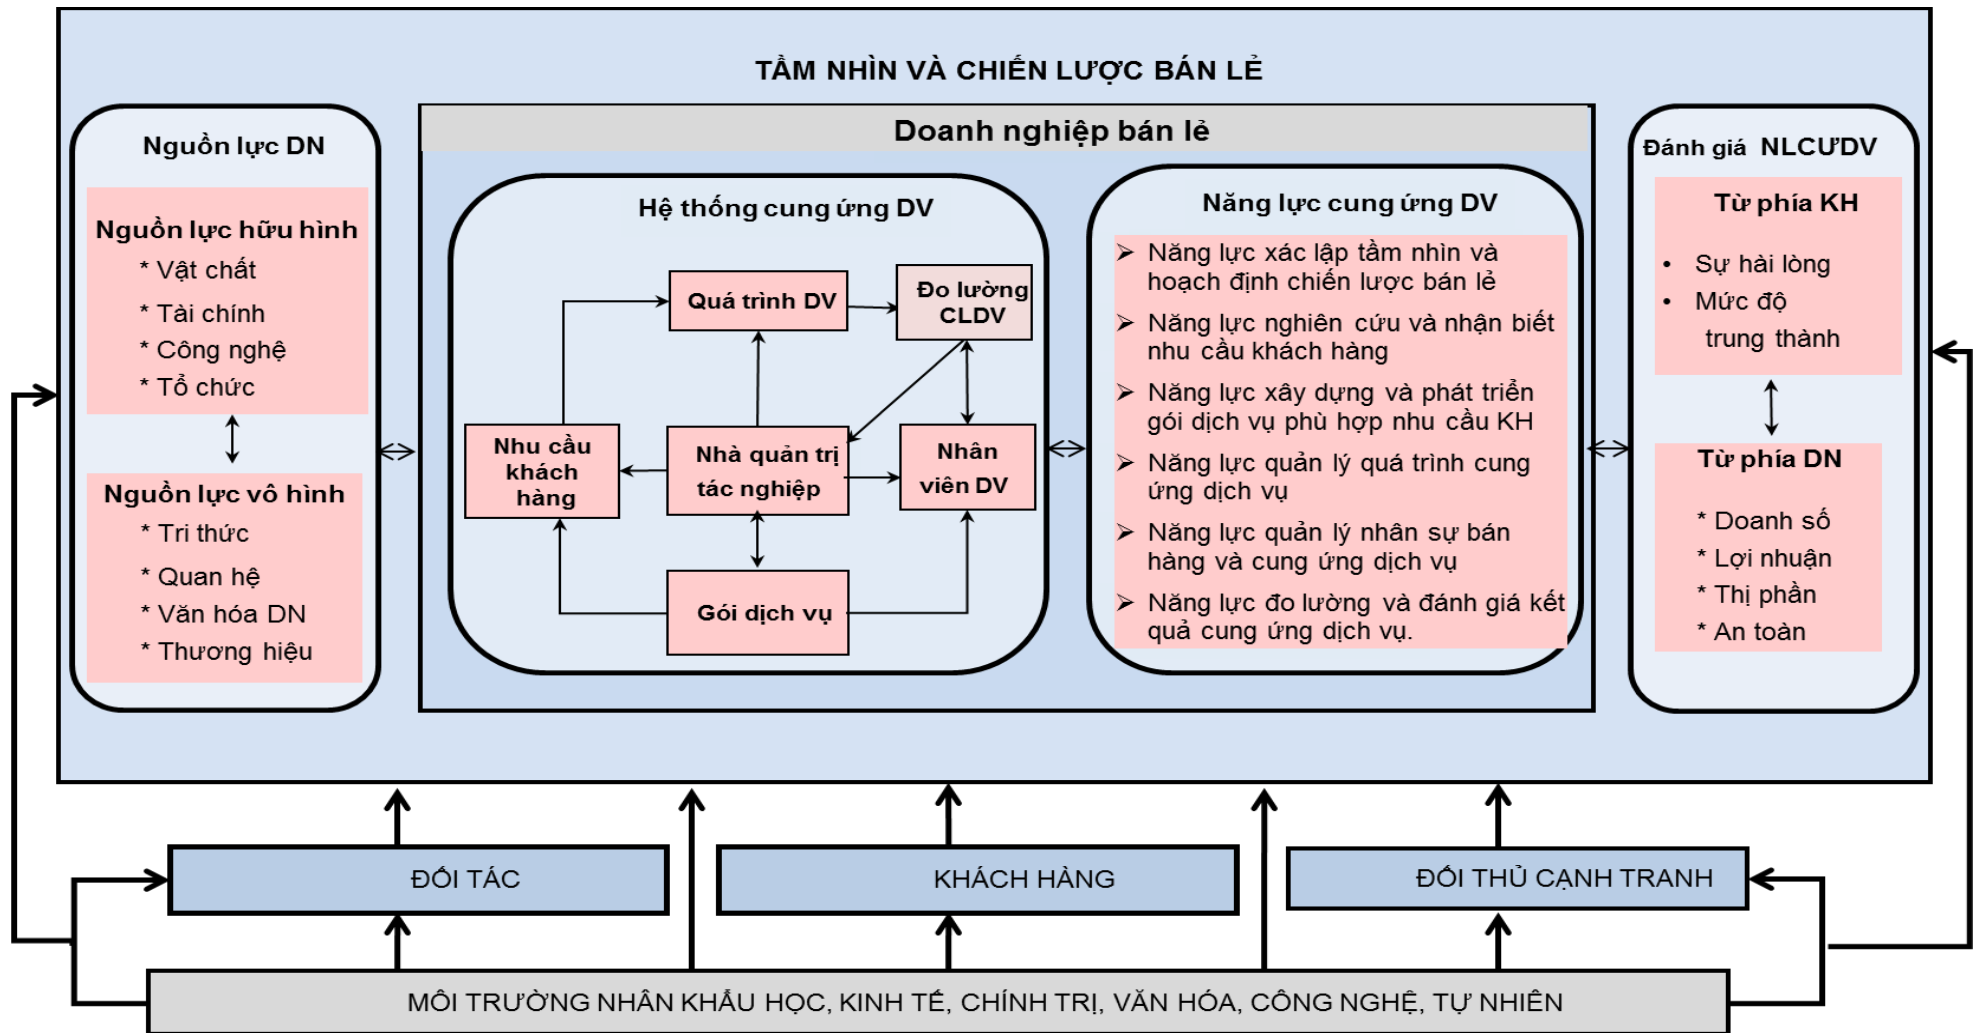 TẦM NHÌN VÀ CHIẾN LƯỢC BÁN LẺ
Nguồn lực DN
Nguồn lực hữu hình
* Vật chất
* Tài chính
* Công nghệ
* Tổ chức
Nguồn lực vô hình
* Tri thức
* Quan hệ
* Văn hóa DN
* Thương hiệu
Doanh nghiệp bán lẻ
Hệ thống cung ứng DV
Quá trình DV
Đo lường
CLDV
Nhu cầu
khách
hàng
Nhà quản trị
tác nghiệp
Nhân
viên DV
Gói dịch vụ
Năng lực cung ứng DV
➢ Năng lực xác lập tầm nhìn và
hoạch định chiến lược bán lẻ
➢ Năng lực nghiên cứu và nhận biết
nhu cầu khách hàng
➢ Năng lực xây dựng và phát triển
gói dịch vụ phù hợp nhu cầu KH
➢ Năng lực quản lý quá trình cung
ứng dịch vụ
➢ Năng lực quản lý nhân sự bán
hàng và cung ứng dịch vụ
➢ Năng lực đo lường và đánh giá kết
quả cung ứng dịch vụ.
Đánh giá NLCƯDV
Từ phía KH
• Sự hài lòng
• Mức độ
trung thành
Từ phía DN
* Doanh số
* Lợi nhuận
* Thị phần
* An toàn
ĐỐI TÁC
KHÁCH HÀNG
ĐỐI THỦ CẠNH TRANH
MÔI TRƯỜNG NHÂN KHẨU HỌC, KINH TẾ, CHÍNH TRỊ, VĂN HÓA, CÔNG NGHỆ, TỰ NHIÊN